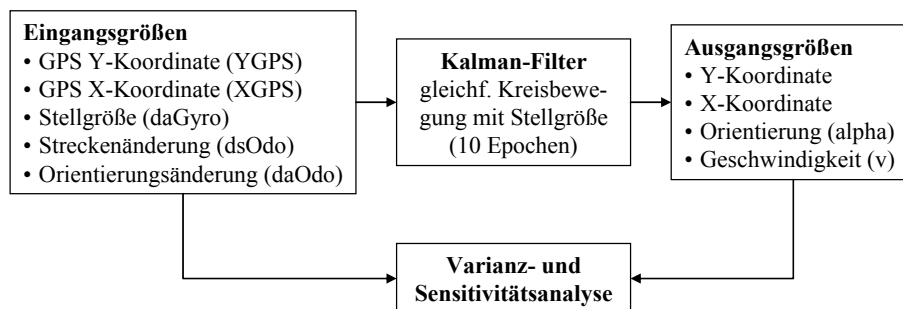 Eingangsgrößen
• GPS Y-Koordinate (YGPS)
• GPS X-Koordinate (XGPS)
• Stellgröße (daGyro)
• Streckenänderung (dsOdo)
• Orientierungsänderung (daOdo)
Kalman-Filter
gleichf. Kreisbewe-
gung mit Stellgröße
(10 Epochen)
Ausgangsgrößen
• Y-Koordinate
• X-Koordinate
• Orientierung (alpha)
• Geschwindigkeit (v)
Varianz- und
Sensitivitätsanalyse